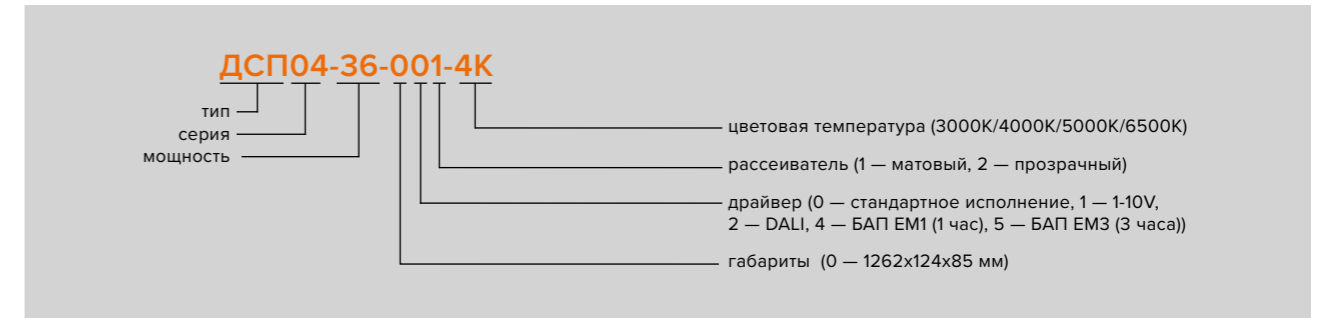 ДСП04-36-001-4К
тип
серия
мощность
цветовая температура (3000К/4000К/5000К/6500К)
рассеиватель (1 — матовый, 2 — прозрачный)
драйвер (0 — стандартное исполнение, 1 — 1-10V,
2 — DALI, 4 — БАП ЕМ1 (1 час), 5 — БАП ЕМ3 (3 часа))
габариты (0 — 1262х124х85 мм)